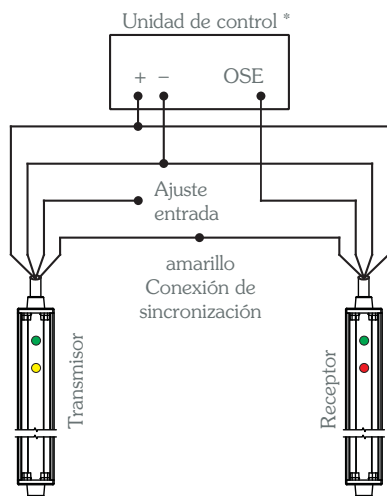 Unidad de control *
+ − OSE
Ajuste
entrada
amarillo
Conexión de
sincronización
Transmisor
Receptor